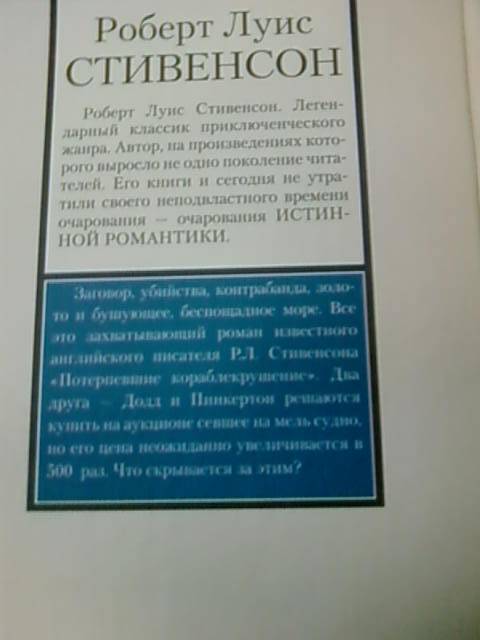 Роберт Луис
СТИВЕНСОН
Роберт Луис Стивенсон. Леген-
дарный классик приключенческого
жанра. Автор, на произведениях кото-
рого выросло не одно поколение чита-
телей. Его книги и сегодня не утра-
тили своего неподвластного времени
очарования — очарования ИСТИН-
НОЙ РОМАНТИКИ.
Заговор, убийства, контрабанда, золо-
то и бушующее, беспощадное море. Все
это захватывающий роман известного
английского писателя Р.Л. Стивенсона
«Потерпевшие кораблекрушение». Два
друга — Додд и Пинкертон решаются
купить на аукционе севшее на мель судно,
но его цена неожиданно увеличивается в
500 раз. Что скрывается за этим?